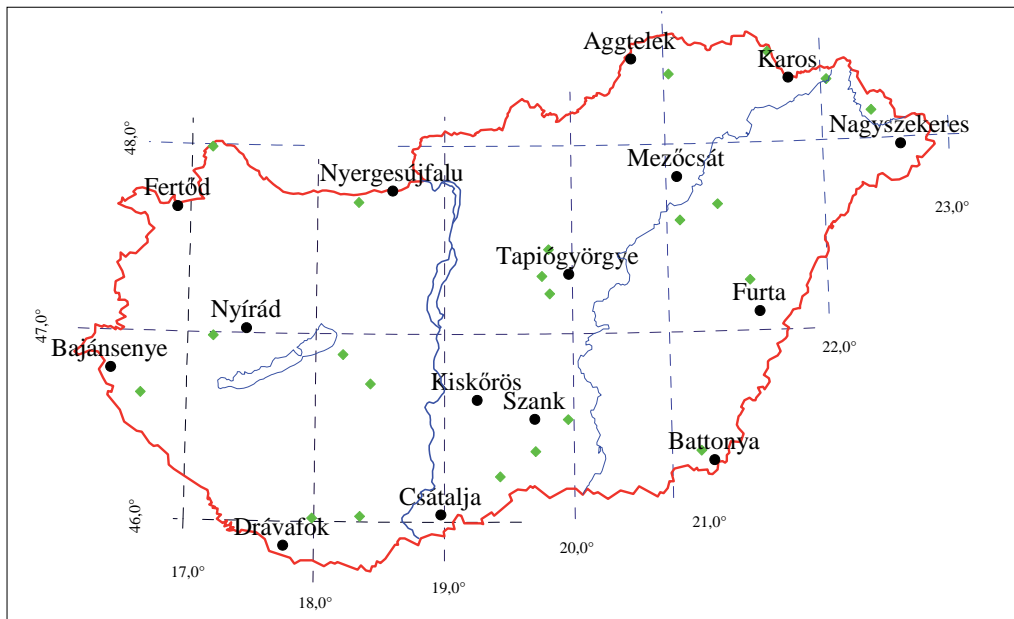 Aggtelek
Karos
48,0°
Nagyszekeres
Mezőcsát
Nyergesújfalu
Fertőd
23,0°
Tapiógyörgye
Furta
Nyírád
47,0°
22,0°
Bajánsenye
Kiskőrös
Szank
Battonya
Csátalja
46,0°
Drávafok
21,0°
20,0°
17,0°
19,0°
18,0°